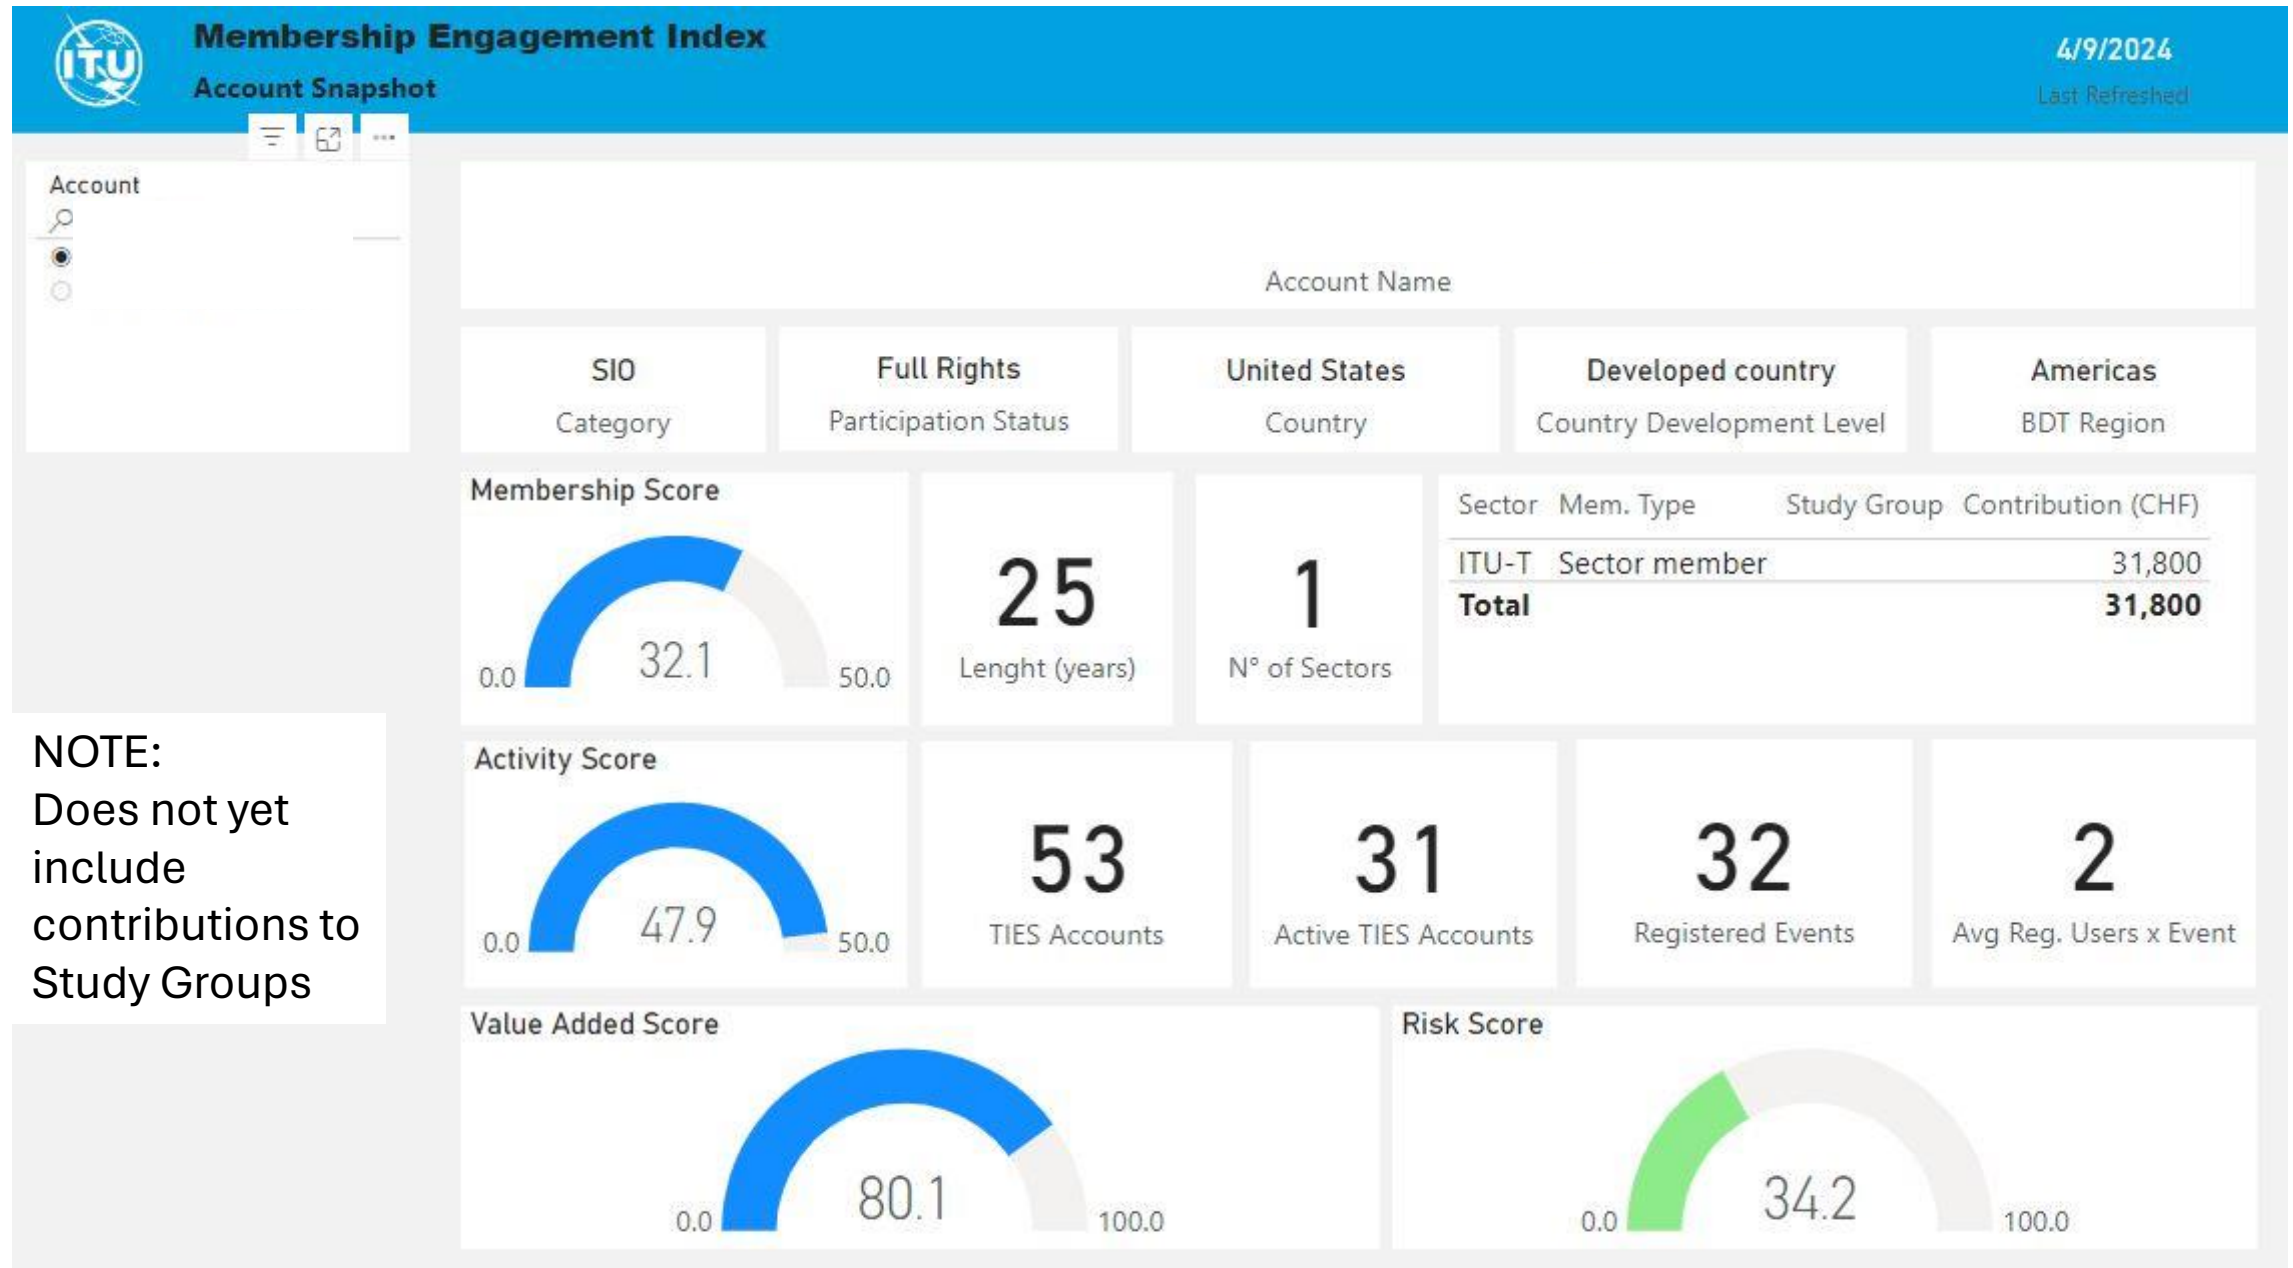 ITU
Membership Engagement Index
Account Snapshot
4/9/2024
Last Refreshed
Account
Account Name
SIO
Category
Full Rights
Participation Status
United States
Country
Developed country
Country Development Level
Americas
BDT Region
Membership Score
0.0
32.1
50.0
25
Lenght (years)
1
N° of Sectors
Sector Mem. Type Study Group Contribution (CHF)
ITU-T Sector member 31,800
Total 31,800
NOTE:
Does not yet
include
contributions to
Study Groups
Activity Score
0.0
47.9
50.0
53
TIES Accounts
31
Active TIES Accounts
32
Registered Events
2
Avg Reg. Users x Event
Value Added Score
0.0
80.1
100.0
Risk Score
0.0
34.2
100.0